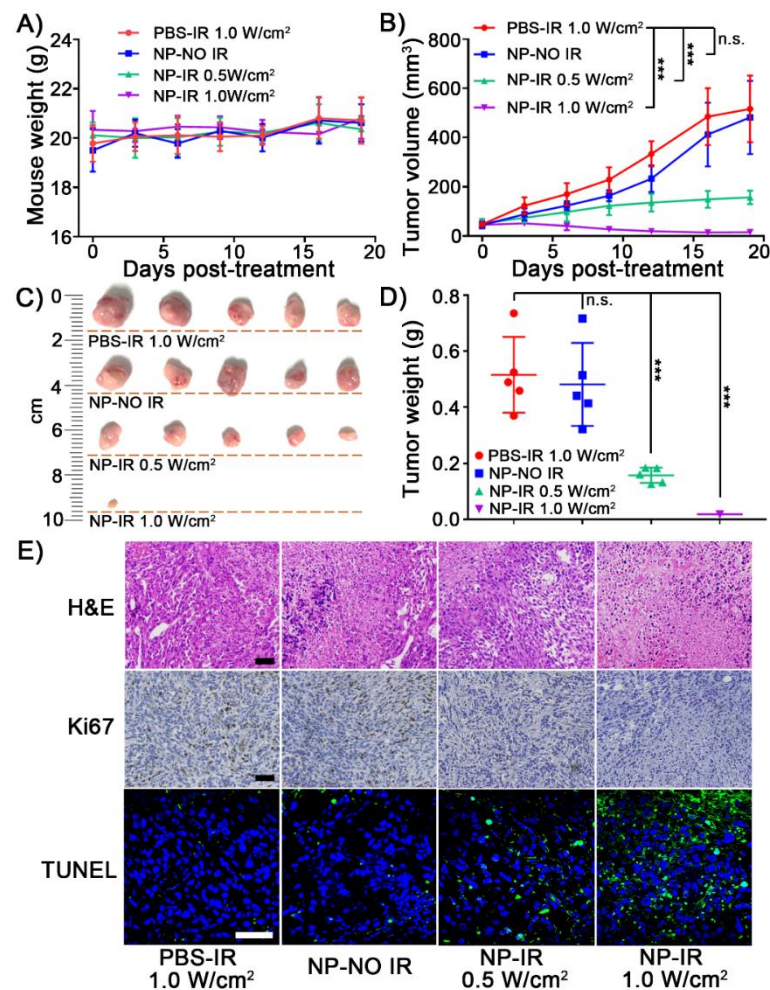 A)
Mouse weight (g)
24
22
20
18
16
0 5 10 15 20
Days post-treatment
PBS-IR 1.0 W/cm²
NP-NO IR
NP-IR 0.5W/cm²
NP-IR 1.0W/cm²
B)
Tumor volume (mm³)
800
600
400
200
0
0 5 10 15 20
Days post-treatment
PBS-IR 1.0 W/cm²
NP-NO IR
NP-IR 0.5 W/cm²
NP-IR 1.0 W/cm²
***
***
n.s.
C)
0
2
4
6
8
10
cm
PBS-IR 1.0 W/cm²
NP-NO IR
NP-IR 0.5 W/cm²
NP-IR 1.0 W/cm²
D)
Tumor weight (g)
0.8
0.6
0.4
0.2
0.0
n.s.
***
***
PBS-IR 1.0 W/cm²
NP-NO IR
NP-IR 0.5 W/cm²
NP-IR 1.0 W/cm²
E)
H&E
Ki67
TUNEL
PBS-IR
1.0 W/cm²
NP-NO IR
NP-IR
0.5 W/cm²
NP-IR
1.0 W/cm²